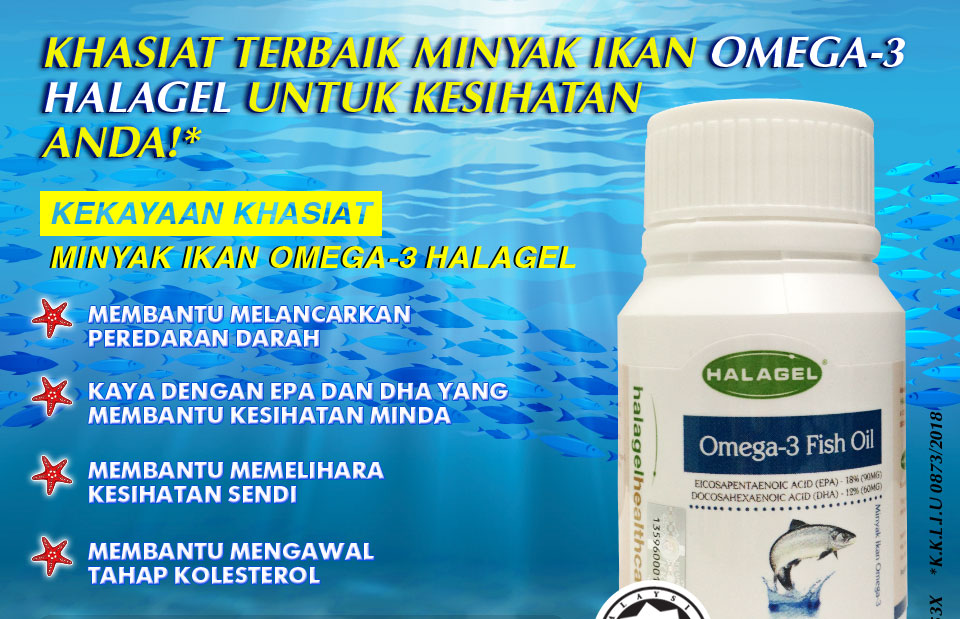 KHASIAT TERBAIK MINYAK IKAN OMEGA-3
HALAGEL UNTUK KESIHATAN
ANDA!*
KEKAYAAN KHASIAT
MINYAK IKAN OMEGA-3 HALAGEL
MEMBANTU MELANCARKAN
PEREDARAN DARAH
KAYA DENGAN EPA DAN DHA YANG
MEMBANTU KESIHATAN MINDA
MEMBANTU MEMELIHARA
KESIHATAN SENDI
MEMBANTU MENGAWAL
TAHAP KOLESTEROL
HALAGEL®
Omega-3 Fish Oil
EICOSAPENTAENOIC ACID (EPA) - 18% (90MG)
DOCOSAHEXAENOIC ACID (DHA) - 12% (60MG)
Minyak Ikan Omega-3
halagelhealthca
13596000
*K.K.L.I.U 0873/2018